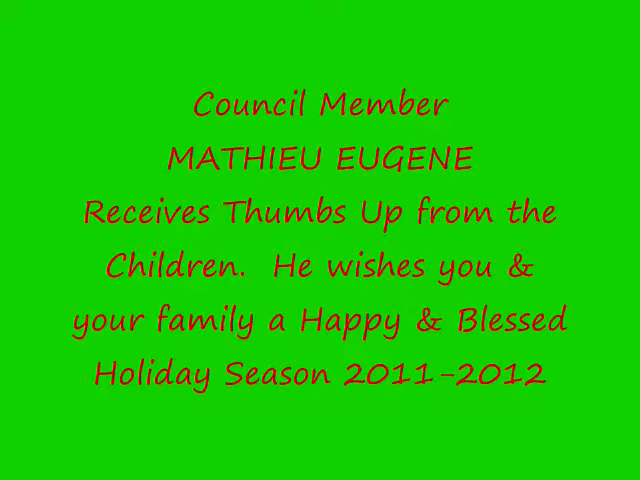 Council Member
MATHIEU EUGENE
Receives Thumbs Up from the
Children.  He wishes you &
your family a Happy & Blessed
Holiday Season 2011-2012